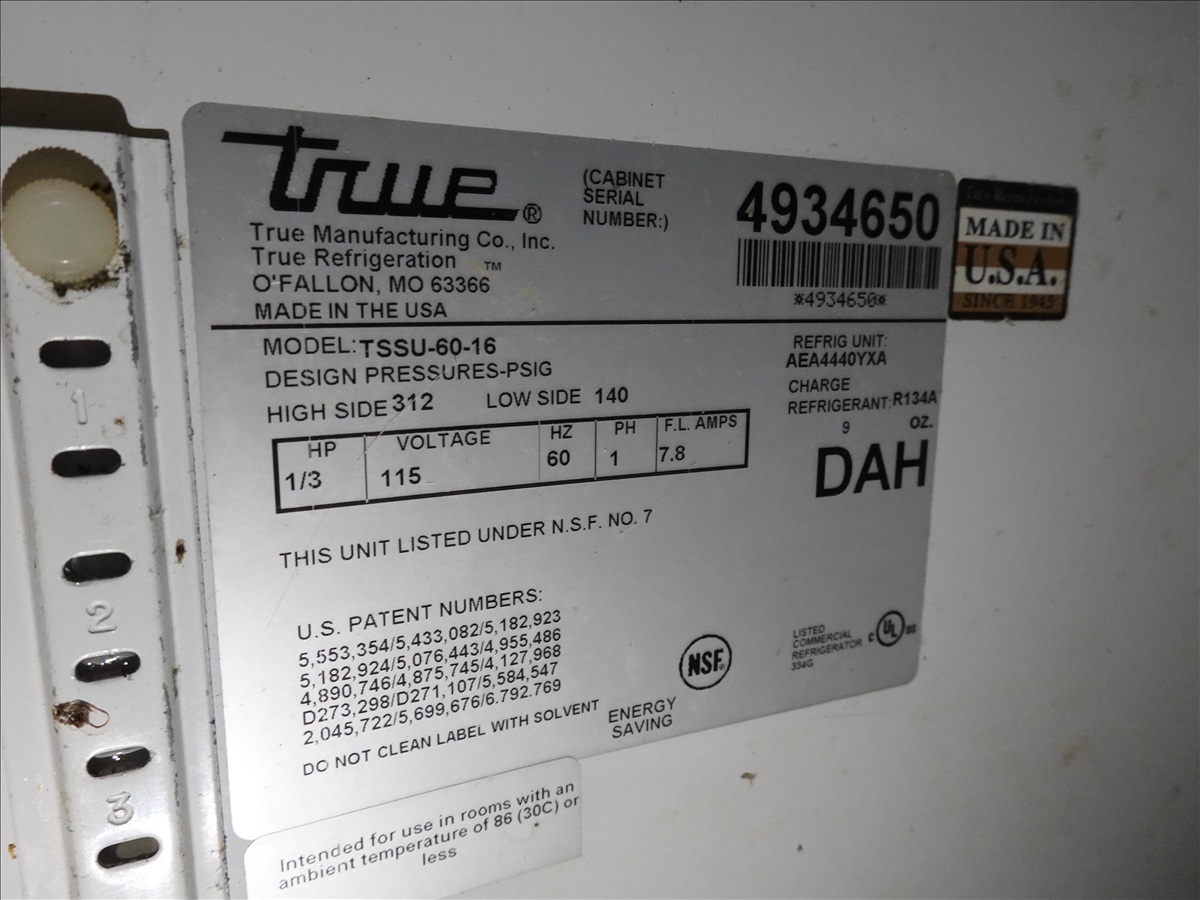 true®
True Manufacturing Co., Inc.
True Refrigeration ™
O'FALLON, MO 63366
MADE IN THE USA
(CABINET
SERIAL
NUMBER:)
4934650
*4934650*
MADE IN
U.S.A.
SINCE 1945
MODEL: TSSU-60-16
DESIGN PRESSURES-PSIG
HIGH SIDE 312 LOW SIDE 140
REFRIG UNIT:
AEA4440YXA
CHARGE
REFRIGERANT: R134A
9 OZ.
DAH
HP VOLTAGE HZ PH F.L. AMPS
1/3 115 60 1 7.8
THIS UNIT LISTED UNDER N.S.F. NO. 7
U.S. PATENT NUMBERS:
5,553,354/5,433,082/5,182,923
5,182,924/5,076,443/4,955,486
4,890,746/4,875,745/4,127,968
D273,298/D271,107/5,584,547
2,045,722/5,699,676/6.792.769
DO NOT CLEAN LABEL WITH SOLVENT
ENERGY
SAVING
NSF®
LISTED
COMMERCIAL
REFRIGERATOR
334G
C UL US
Intended for use in rooms with an
ambient temperature of 86 (30C) or
less
1
2
3